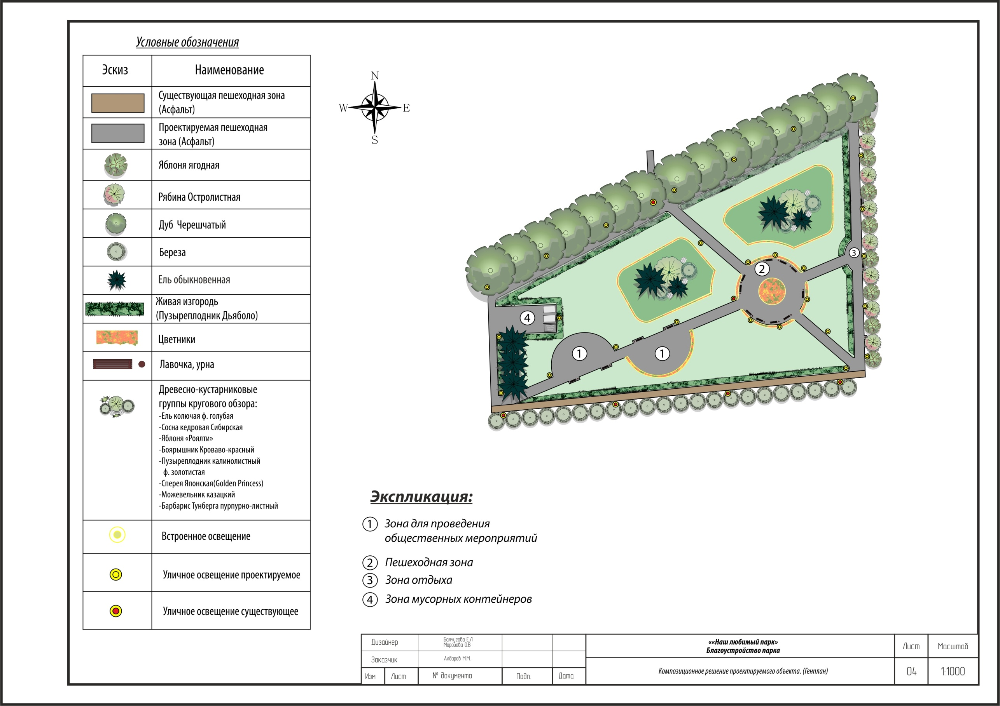 Условные обозначения
Эскиз
Наименование
Существующая пешеходная зона
(Асфальт)
Проектируемая пешеходная
зона (Асфальт)
Яблоня ягодная
Рябина Остролистная
Дуб Черешчатый
Береза
Ель обыкновенная
Живая изгородь
(Пузыреплодник Дьяболо)
Цветники
Лавочка, урна
Древесно-кустарниковые
группы кругового обзора:
-Ель колючая ф. голубая
-Сосна кедровая Сибирская
-Яблоня «Роялти»
-Боярышник Кроваво-красный
-Пузыреплодник калинолистный
ф. золотистая
-Сперея Японская(Golden Princess)
-Можевельник казацкий
-Барбарис Тунберга пурпурно-листный
Встроенное освещение
Уличное освещение проектируемое
Уличное освещение существующее
N
W
E
S
3
2
4
1
1
Экспликация:
1 Зона для проведения
общественных мероприятий
2 Пешеходная зона
3 Зона отдыха
4 Зона мусорных контейнеров
Дизайнер
Балчугова Е.Л
Морозова О.В.
Заказчик
Алдаров М.М.
Изм
Лист
№ документа
Подп.
Дата
««Наш любимый парк»
Благоустройство парка
Композиционное решение проектируемого объекта. (Генплан)
Лист
Масштаб
04
1:1000